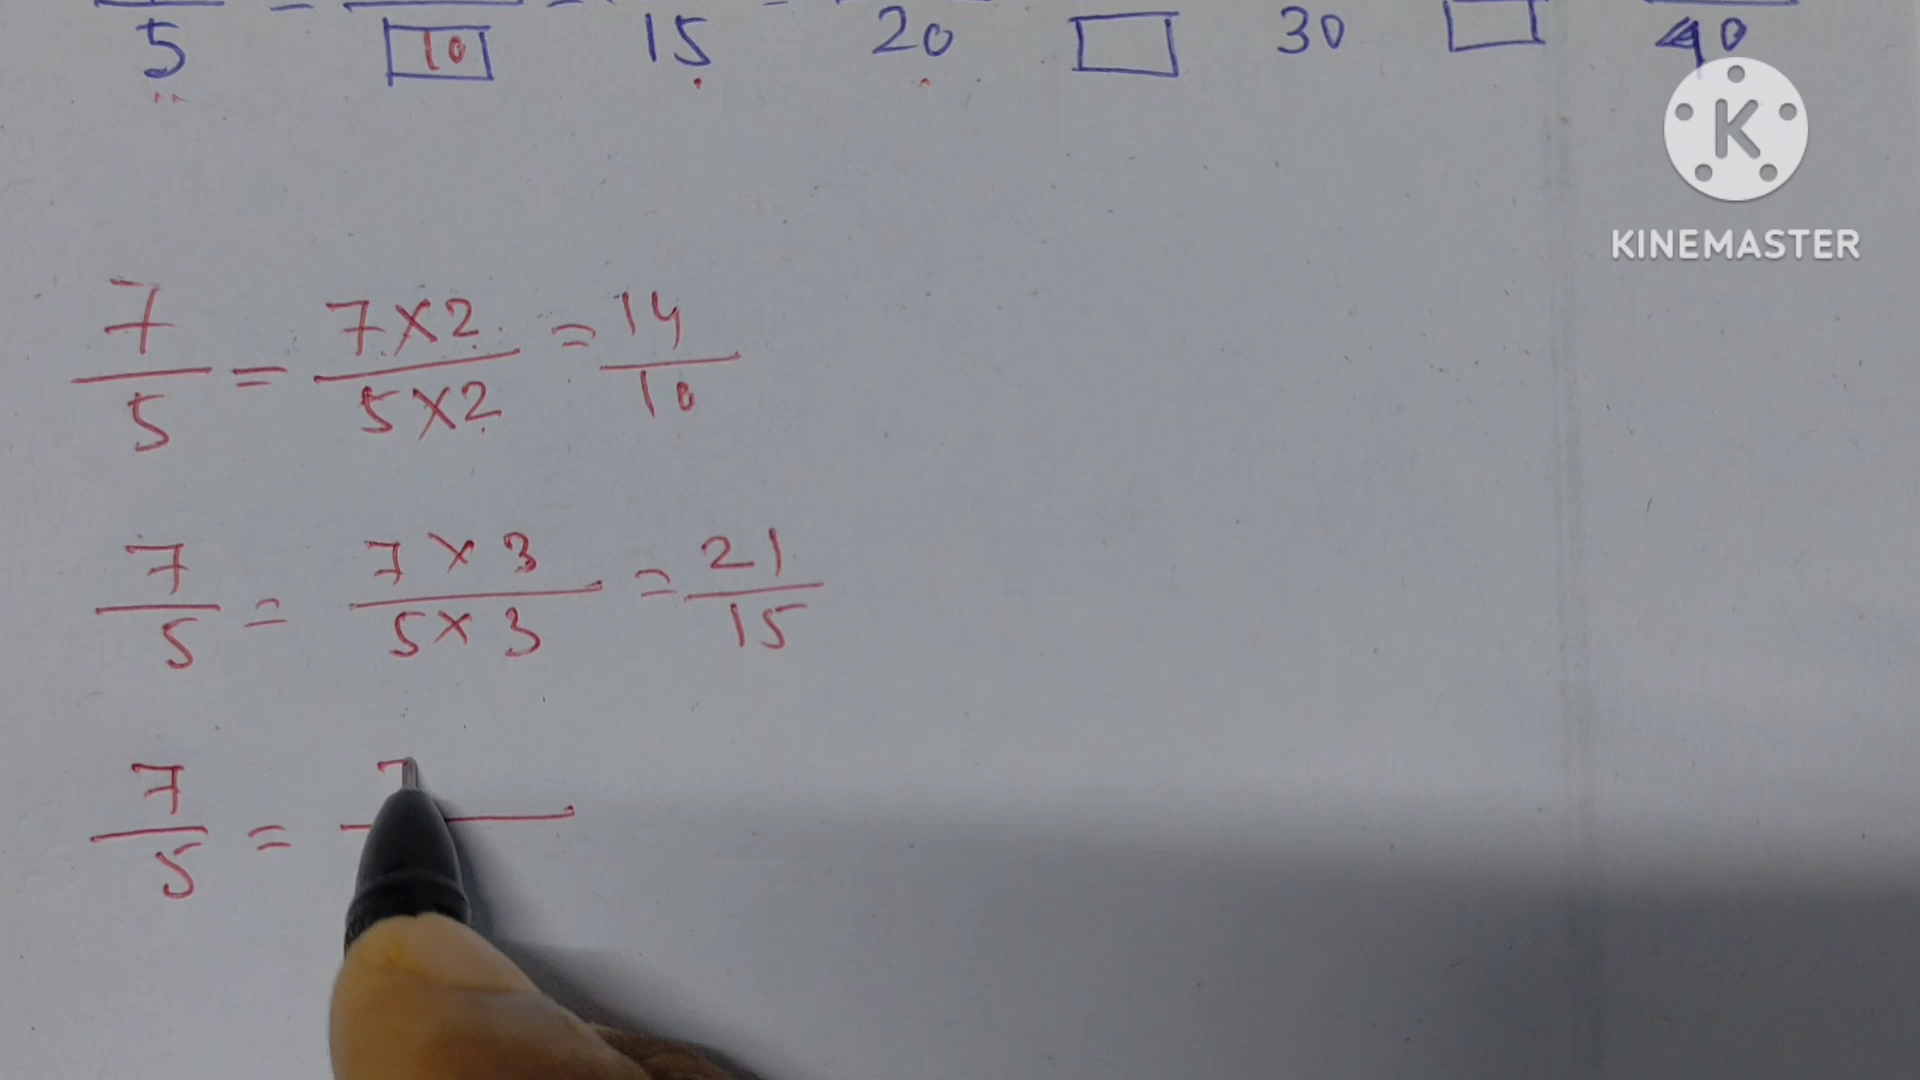 5 = [10] = 15 = 20 [ ] 30 [ ] 40
KINEMASTER
7/5 = 7×2/5×2 = 14/10
7/5 = 7×3/5×3 = 21/15
7/5 = 7/